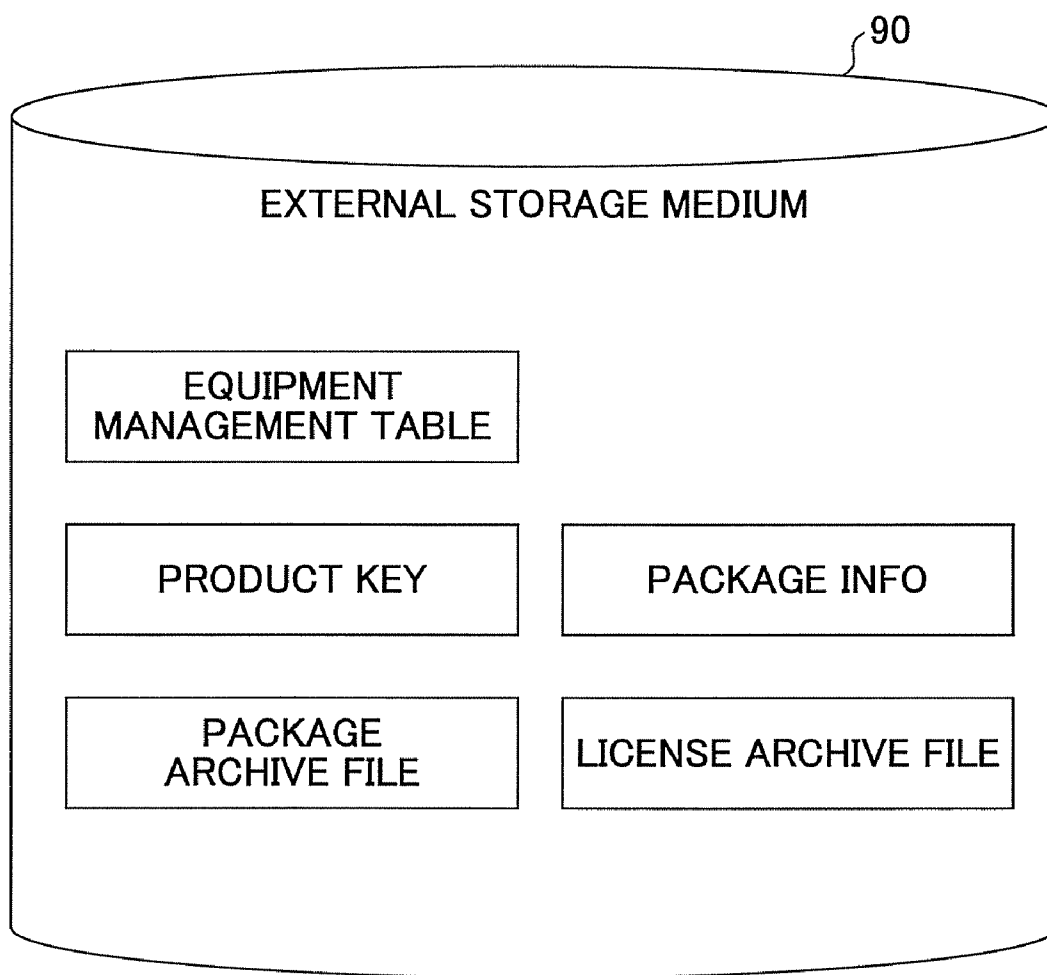 90
EXTERNAL STORAGE MEDIUM
EQUIPMENT
MANAGEMENT TABLE
PRODUCT KEY
PACKAGE INFO
PACKAGE
ARCHIVE FILE
LICENSE ARCHIVE FILE